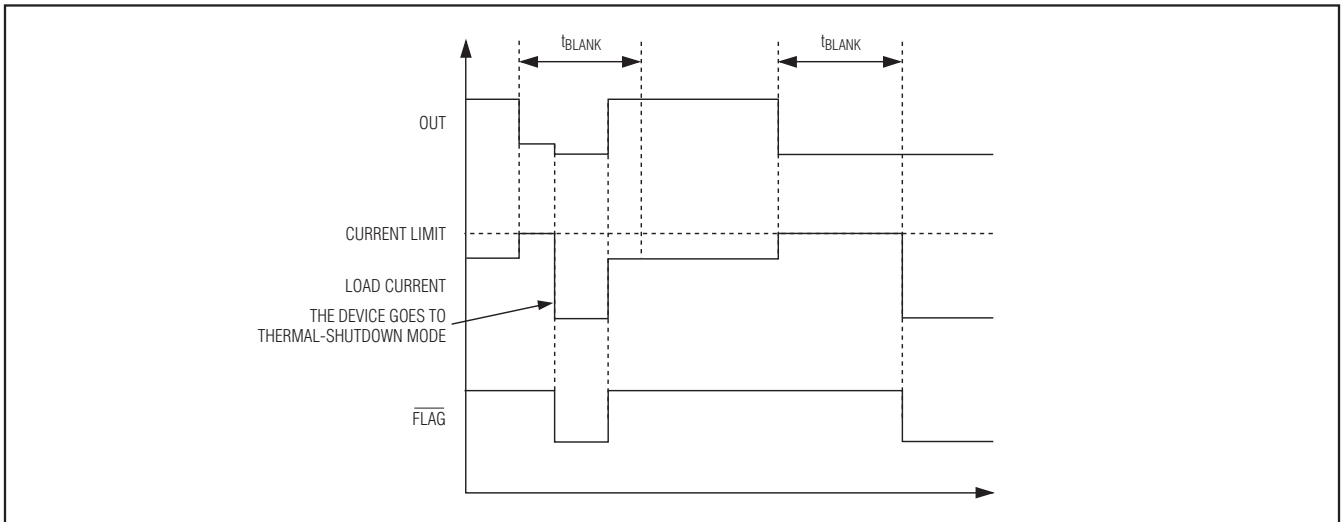 tBLANK
tBLANK
OUT
CURRENT LIMIT
LOAD CURRENT
THE DEVICE GOES TO
THERMAL-SHUTDOWN MODE
FLAG